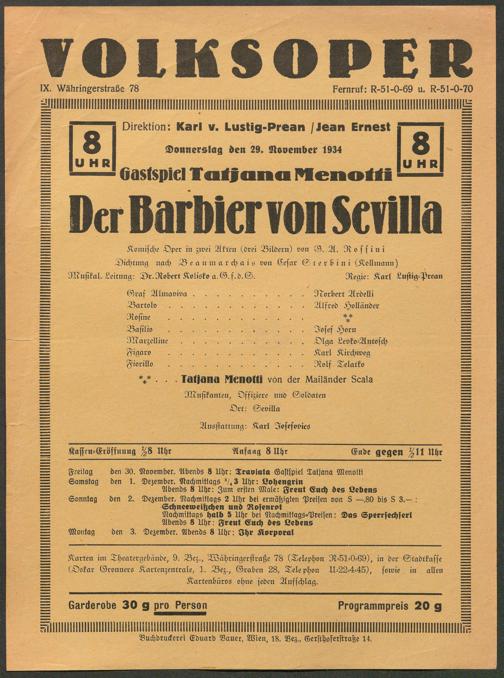 VOLKSOPER
IX. Währingerstraße 78 Fernruf: R-51-0-69 u. R-51-0-70
8 UHR Direktion: Karl v. Lustig-Prean / Jean Ernest 8 UHR
Donnerstag den 29. November 1934
Gastspiel Tatjana Menotti
Der Barbier von Sevilla
Komische Oper in zwei Akten (drei Bildern) von G. A. Rossini
Dichtung nach Beaumarchais von Cesar Sterbini (Kollmann)
Musikal. Leitung: Dr. Robert Kolisko a. G. f. d. S. Regie: Karl Lustig-Prean
Graf Almaviva . . . . . . . . . . Norbert Ardelli
Bartolo . . . . . . . . . . Alfred Holländer
Rosine . . . . . . . . . . ***
Basilio . . . . . . . . . . Josef Horn
Marzelline . . . . . . . . . . Olga Levko-Antosch
Figaro . . . . . . . . . . Karl Kirchweg
Fiorillo . . . . . . . . . . Rolf Telasko
*** . . . Tatjana Menotti von der Mailänder Scala
Musikanten, Offiziere und Soldaten
Ort: Sevilla
Ausstattung: Karl Josefovics
Kassen-Eröffnung ½8 Uhr Anfang 8 Uhr Ende gegen ½11 Uhr
Freitag den 30. November. Abends 8 Uhr: Traviata Gastspiel Tatjana Menotti
Samstag den 1. Dezember. Nachmittags ¼3 Uhr: Lohengrin
Abends 8 Uhr: Zum ersten Male: Freut Euch des Lebens
Sonntag den 2. Dezember. Nachmittags 2 Uhr bei ermäßigten Preisen von S —.80 bis S 3.— :
Schneeweißchen und Rosenrot
Nachmittags halb 5 Uhr bei Nachmittags-Preisen: Das Sperrsechserl
Abends 8 Uhr: Freut Euch des Lebens
Montag den 3. Dezember. Abends 8 Uhr: Ihr Korporal
Karten im Theatergebäude, 9. Bez., Währingerstraße 78 (Telephon R-51-0-69), in der Stadtkasse
(Oskar Gronners Kartenzentrale, 1. Bez., Graben 28, Telephon U-22-4-45), sowie in allen
Kartenbüros ohne jeden Aufschlag.
Garderobe 30 g pro Person Programmpreis 20 g
Buchdruckerei Eduard Bauer, Wien, 18. Bez., Gersthoferstraße 14.